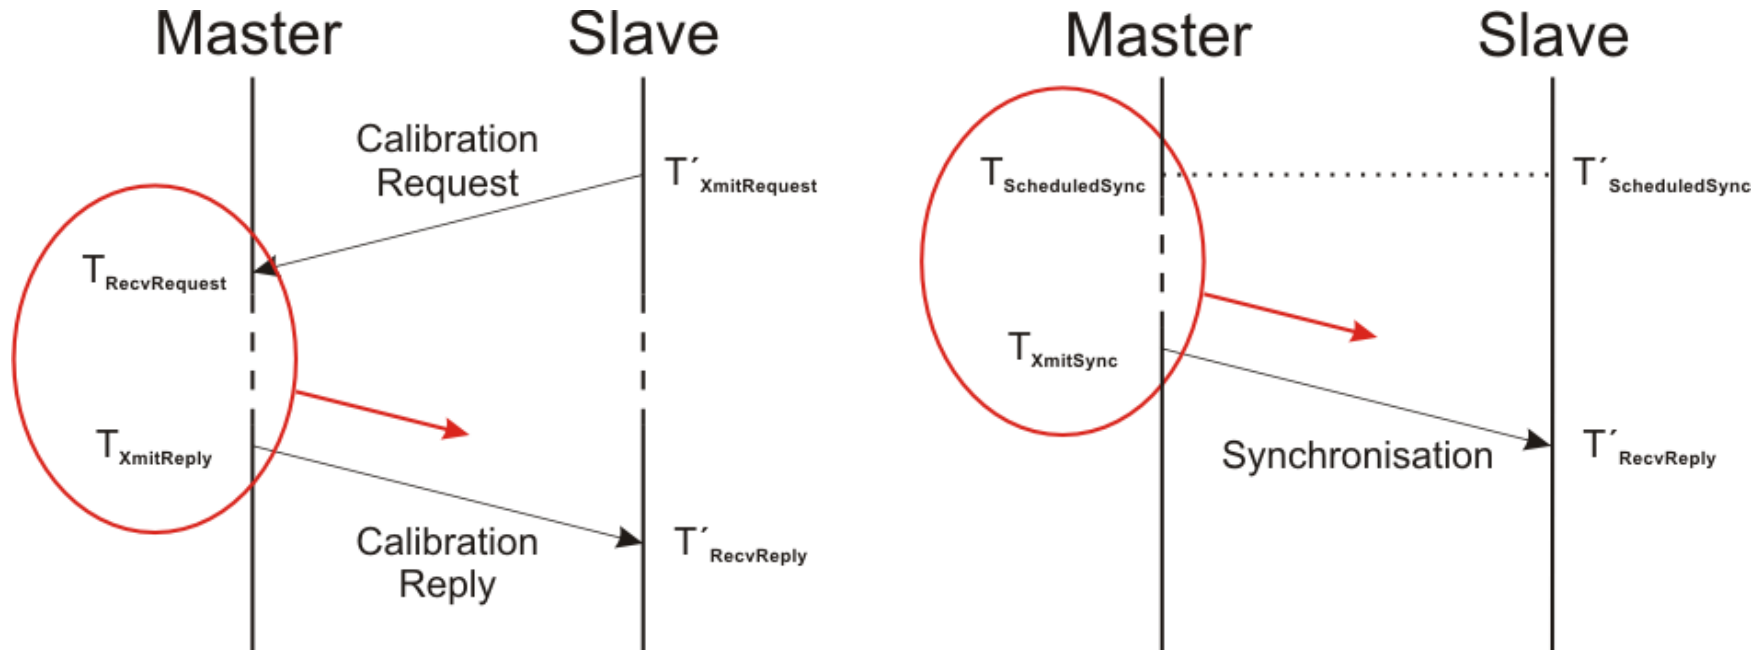 Master Slave
Calibration
Request
T´XmitRequest
TRecvRequest
TXmitReply
Calibration
Reply
T´RecvReply
Master Slave
TScheduledSync
T´ScheduledSync
TXmitSync
Synchronisation
T´RecvReply